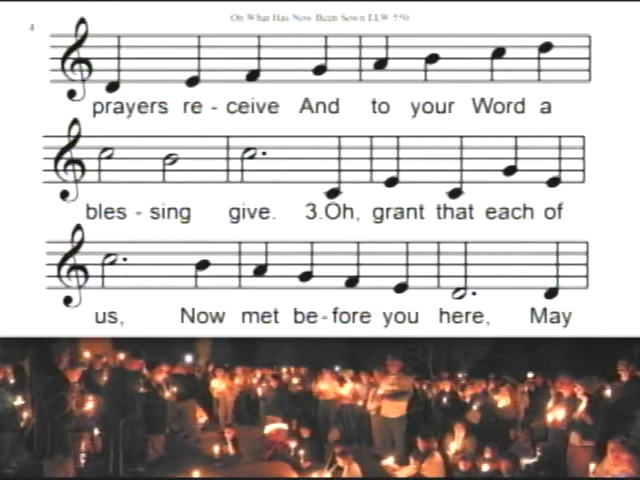 On What Has Now Been Sown ELW 550
4
prayers re - ceive And to your Word a
bles - sing give. 3.Oh, grant that each of
us, Now met be - fore you here, May